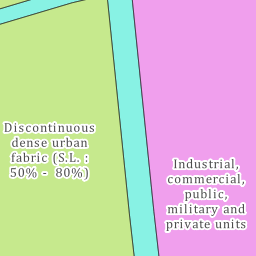 Discontinuous
dense urban
fabric (S.L. :
50% -  80%)
Industrial,
commercial,
public,
military and
private units